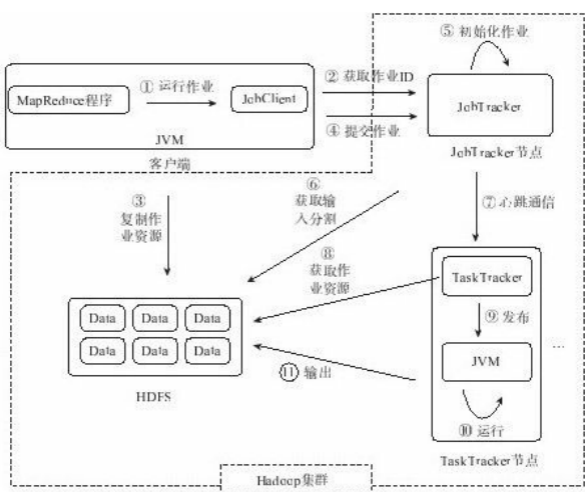 ⑤ 初始化作业
② 获取作业ID
① 运行作业
MapReduce程序
JobClient
JobTracker
④ 提交作业
JVM
客户端
JobTracker节点
③
复制作
业资源
⑥
获取输
入分割
⑦ 心跳通信
⑧
获取作
业资源
TaskTracker
Data Data Data
Data Data Data
⑨ 发布
JVM
...
⑪ 输出
HDFS
⑩ 运行
TaskTracker节点
Hadoop集群